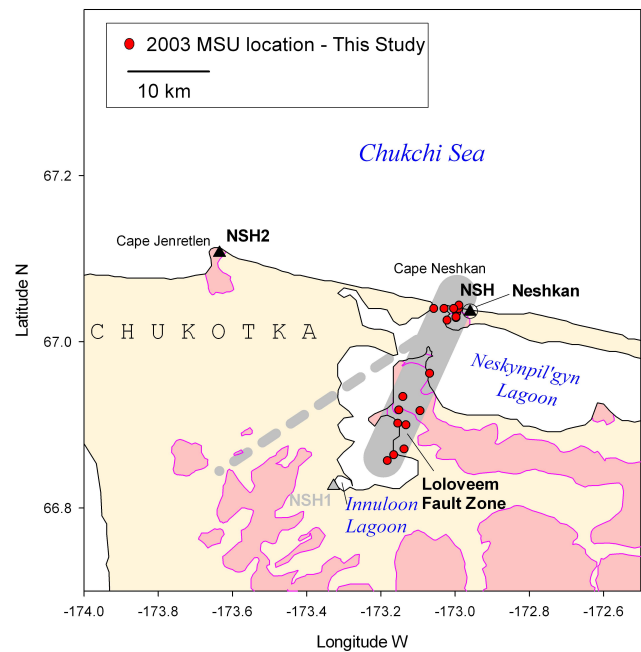 2003 MSU location - This Study
10 km
Chukchi Sea
67.2
Cape Jenretlen NSH2
Cape Neshkan
NSH Neshkan
67.0
CHUKOTKA
Neskynpil'gyn
Lagoon
Loloveem
Fault Zone
NSH1
Innuloon
Lagoon
66.8
-174.0 -173.8 -173.6 -173.4 -173.2 -173.0 -172.8 -172.6
Longitude W
Latitude N